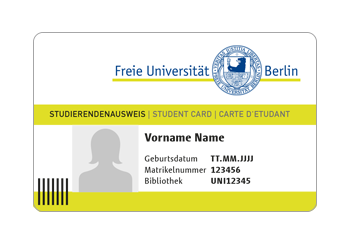 Freie Universität Berlin
STUDIERENDENAUSWEIS | STUDENT CARD | CARTE D´ETUDANT
Vorname Name
Geburtsdatum TT.MM.JJJJ
Matrikelnummer 123456
Bibliothek UNI12345